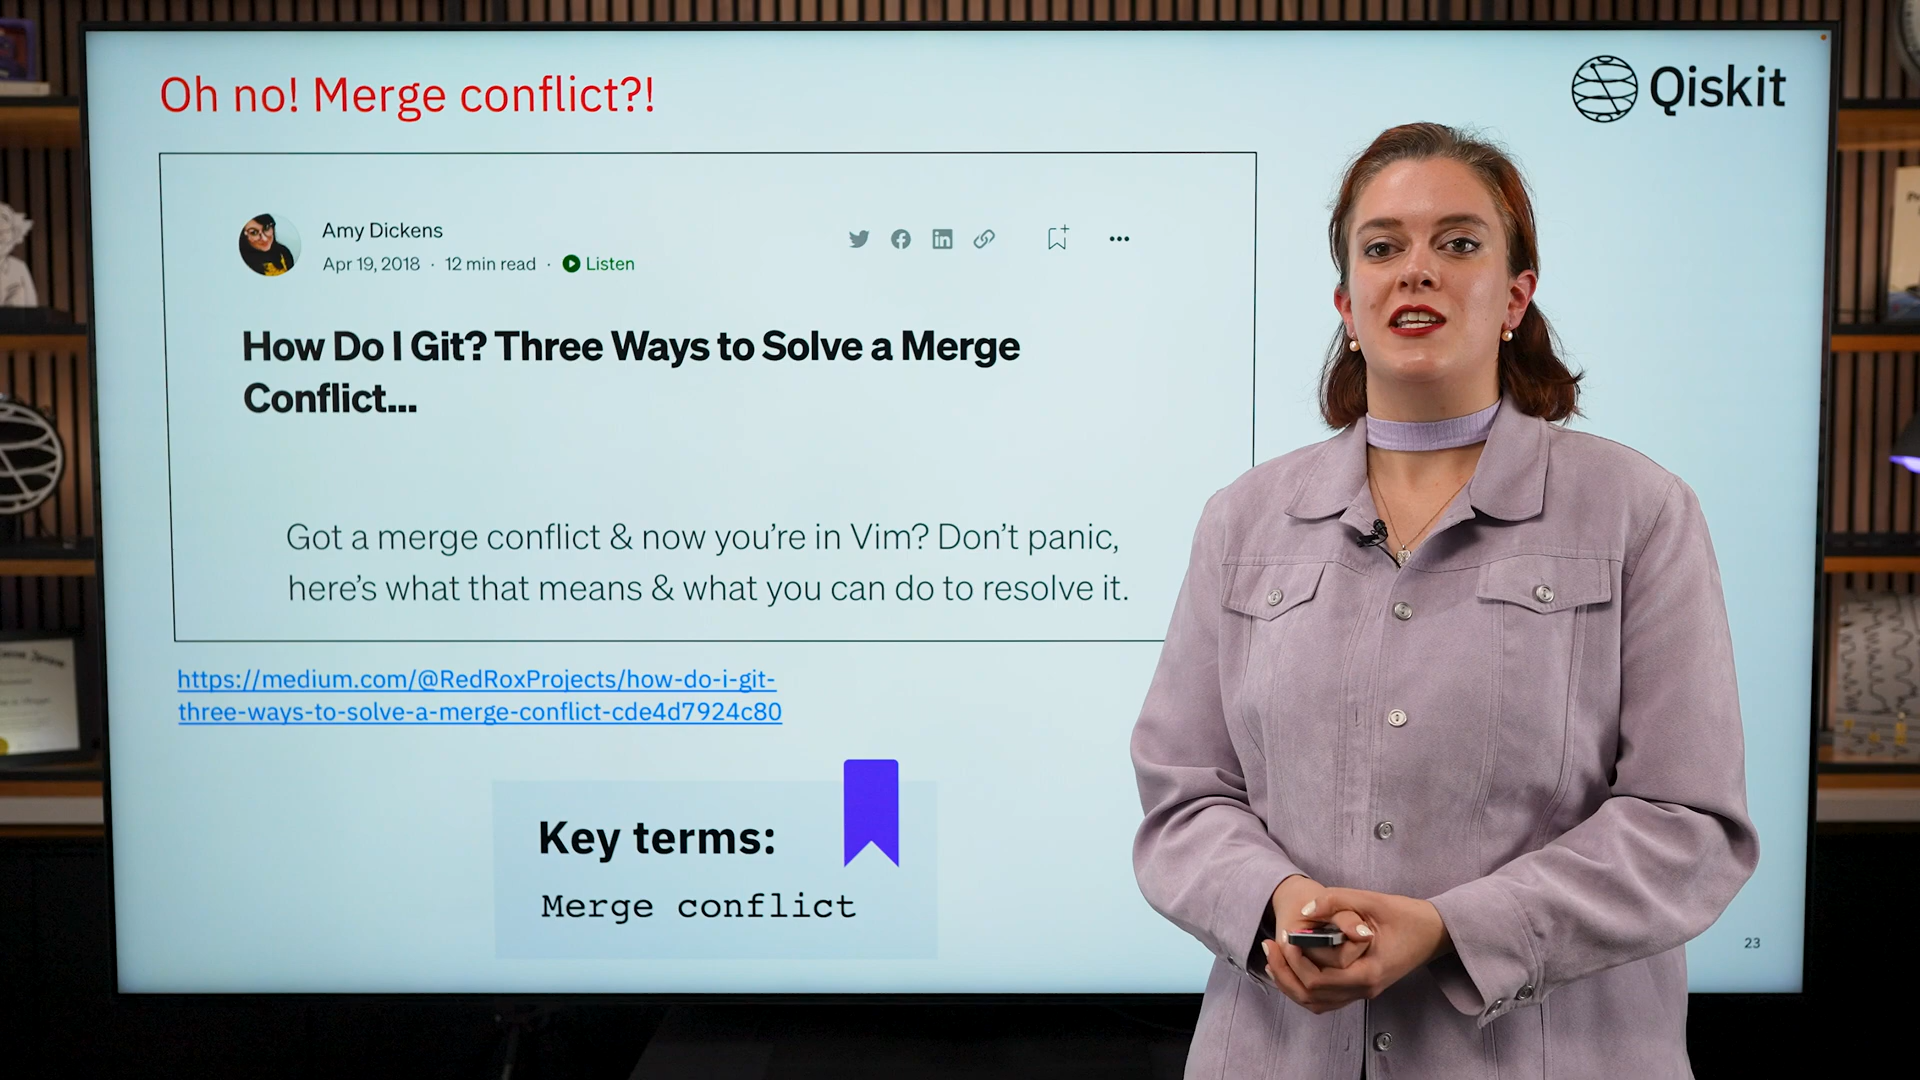 Oh no! Merge conflict?!
Qiskit
Amy Dickens
Apr 19, 2018 · 12 min read · Listen
How Do I Git? Three Ways to Solve a Merge
Conflict...
Got a merge conflict & now you're in Vim? Don't panic,
here's what that means & what you can do to resolve it.
https://medium.com/@RedRoxProjects/how-do-i-git-
three-ways-to-solve-a-merge-conflict-cde4d7924c80
Key terms:
Merge conflict
23